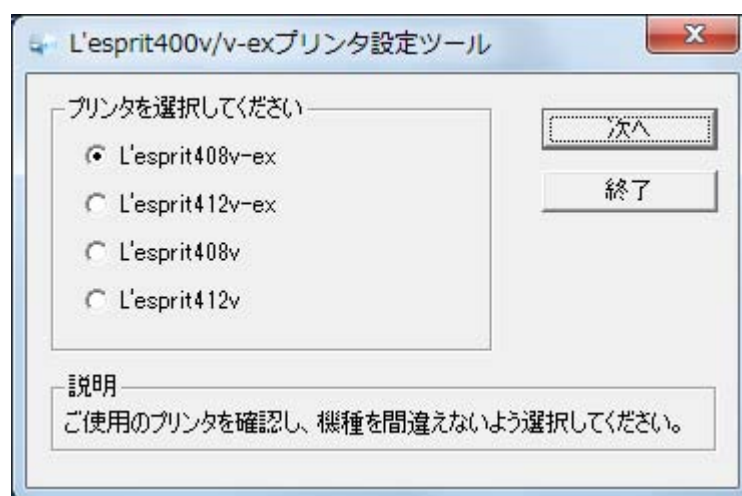 L'esprit400v/v-exプリンタ設定ツール
プリンタを選択してください
次へ
L'esprit408v-ex
L'esprit412v-ex
終了
L'esprit408v
L'esprit412v
説明
ご使用のプリンタを確認し、機種を間違えないよう選択してください。